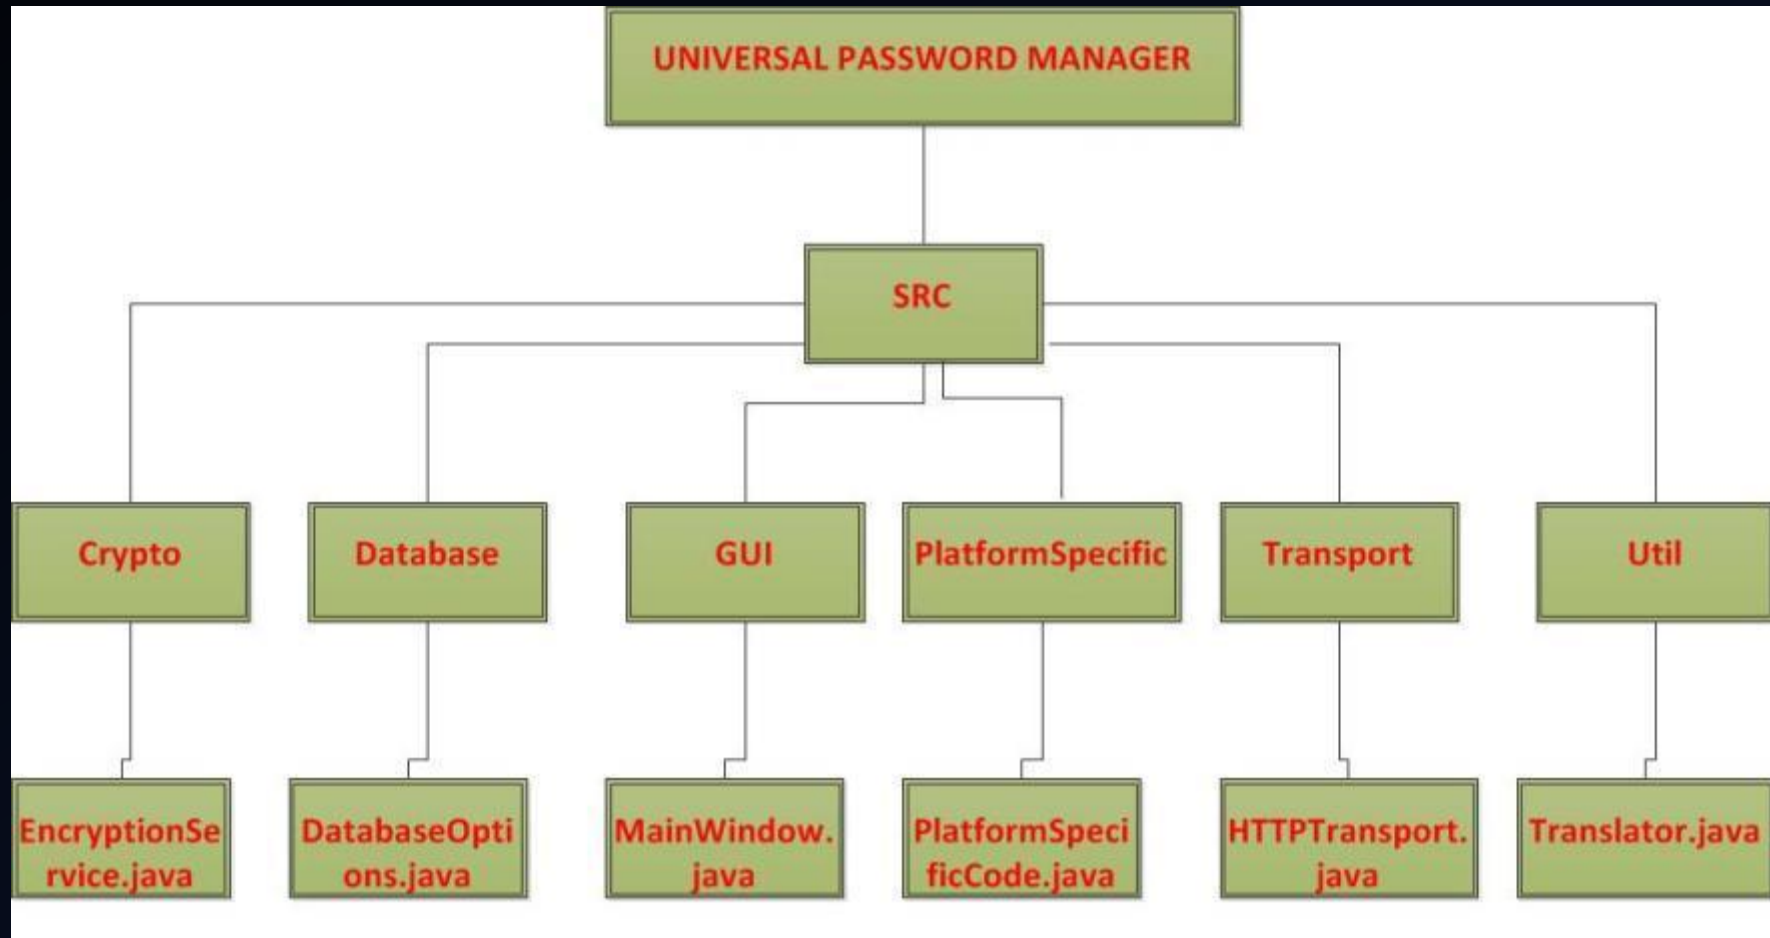 UNIVERSAL PASSWORD MANAGER
SRC
Crypto
Database
GUI
PlatformSpecific
Transport
Util
EncryptionSe
rvice.java
DatabaseOpti
ons.java
MainWindow.
java
PlatformSpeci
ficCode.java
HTTPTransport.
java
Translator.java